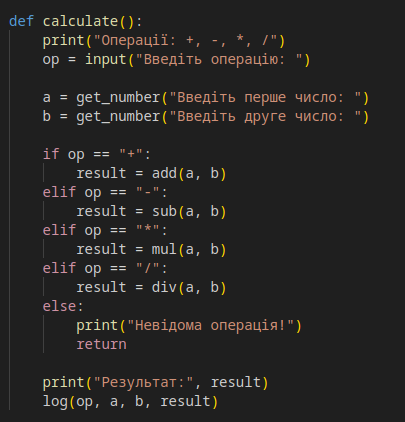 def calculate():
    print("Операції: +, -, *, /")
    op = input("Введіть операцію: ")

    a = get_number("Введіть перше число: ")
    b = get_number("Введіть друге число: ")

    if op == "+":
        result = add(a, b)
    elif op == "-":
        result = sub(a, b)
    elif op == "*":
        result = mul(a, b)
    elif op == "/":
        result = div(a, b)
    else:
        print("Невідома операція!")
        return

    print("Результат:", result)
    log(op, a, b, result)